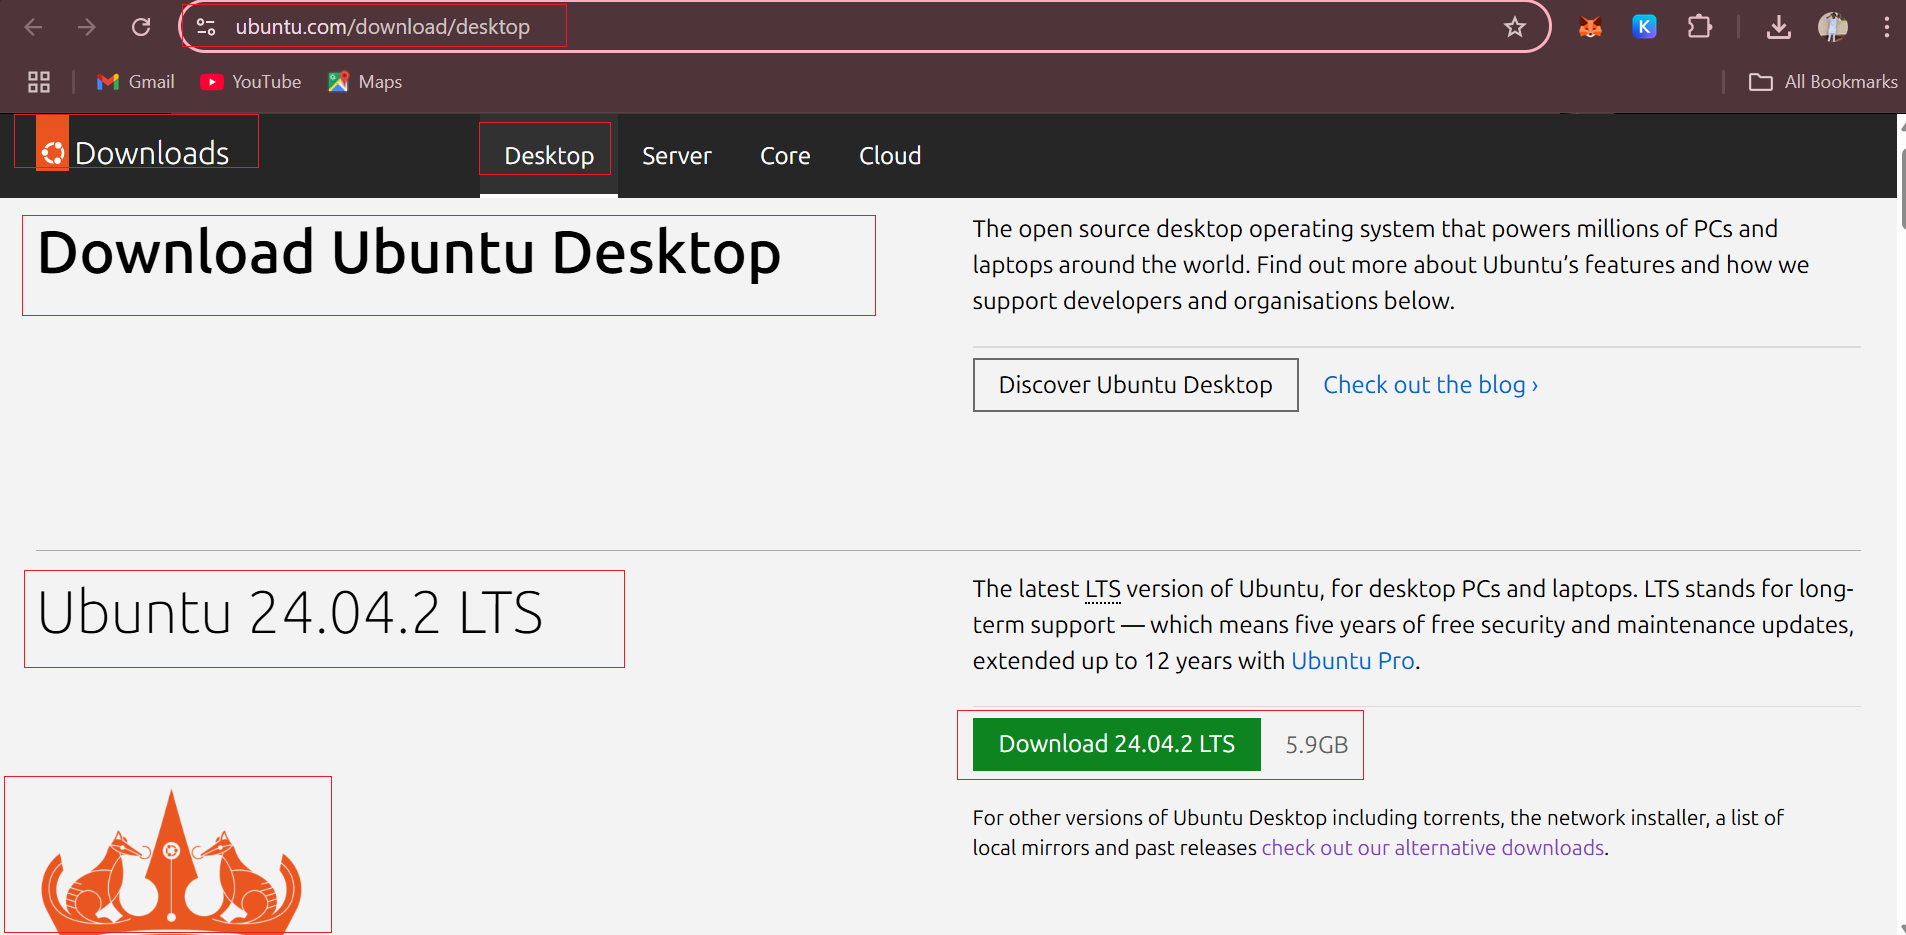 ubuntu.com/download/desktop
K
Gmail
YouTube
Maps
All Bookmarks
Downloads
Desktop
Server
Core
Cloud
Download Ubuntu Desktop
The open source desktop operating system that powers millions of PCs and
laptops around the world. Find out more about Ubuntu’s features and how we
support developers and organisations below.
Discover Ubuntu Desktop
Check out the blog ›
Ubuntu 24.04.2 LTS
The latest LTS version of Ubuntu, for desktop PCs and laptops. LTS stands for long-
term support — which means five years of free security and maintenance updates,
extended up to 12 years with Ubuntu Pro.
Download 24.04.2 LTS
5.9GB
For other versions of Ubuntu Desktop including torrents, the network installer, a list of
local mirrors and past releases check out our alternative downloads.